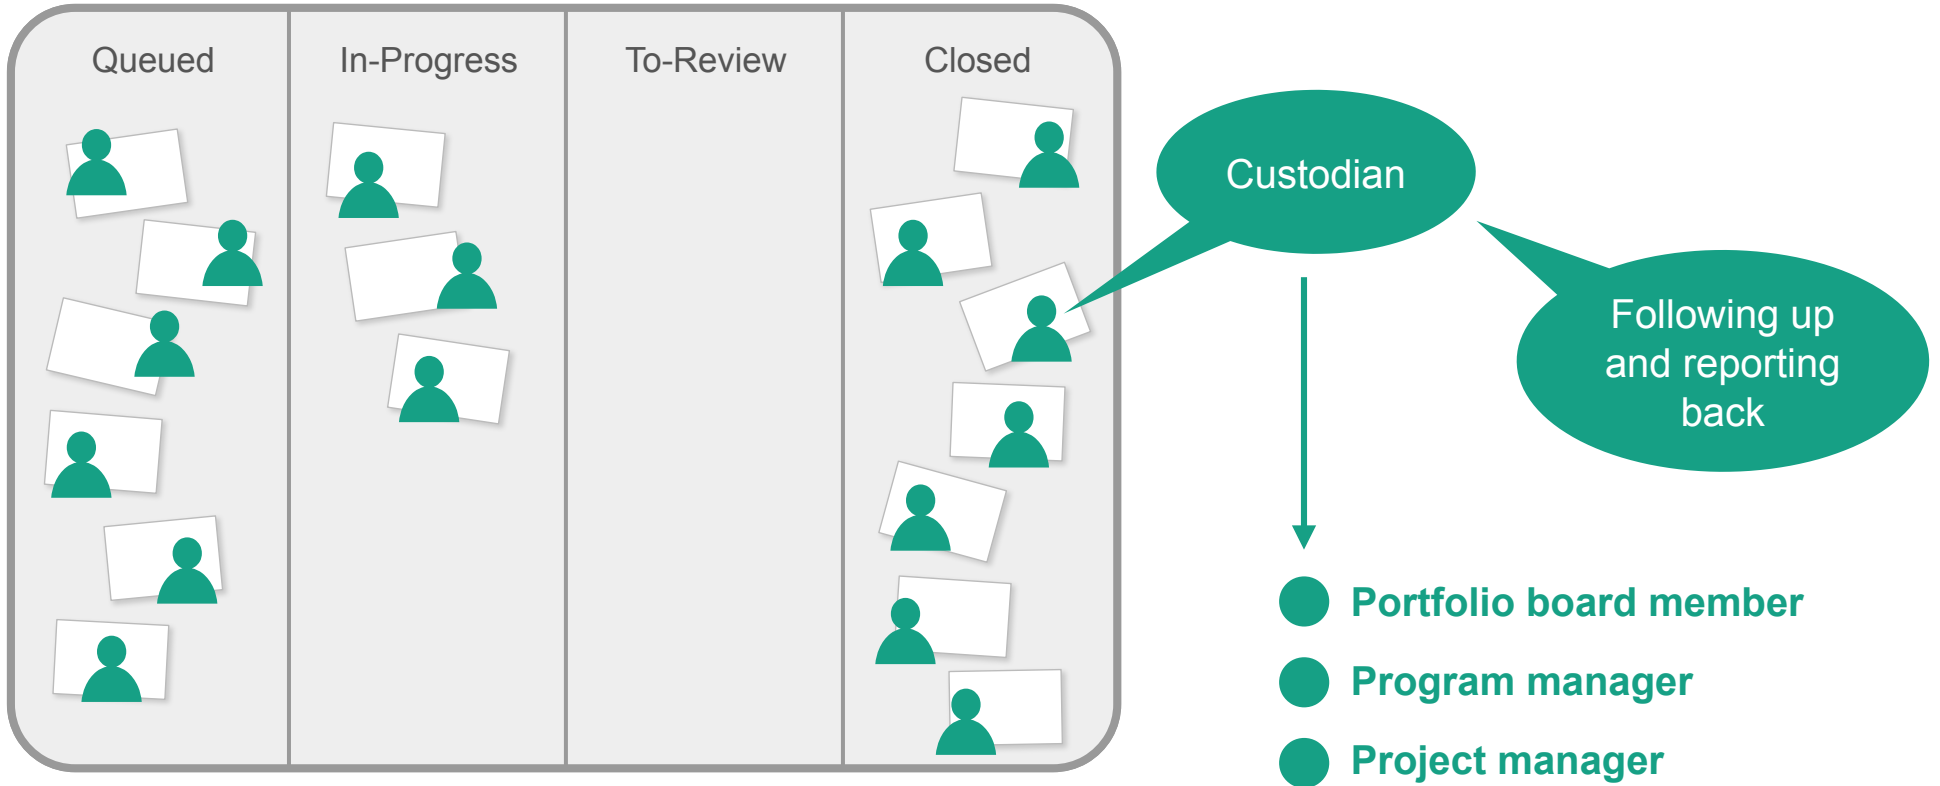 Queued
In-Progress
To-Review
Closed
Custodian
Following up
and reporting
back
Portfolio board member
Program manager
Project manager